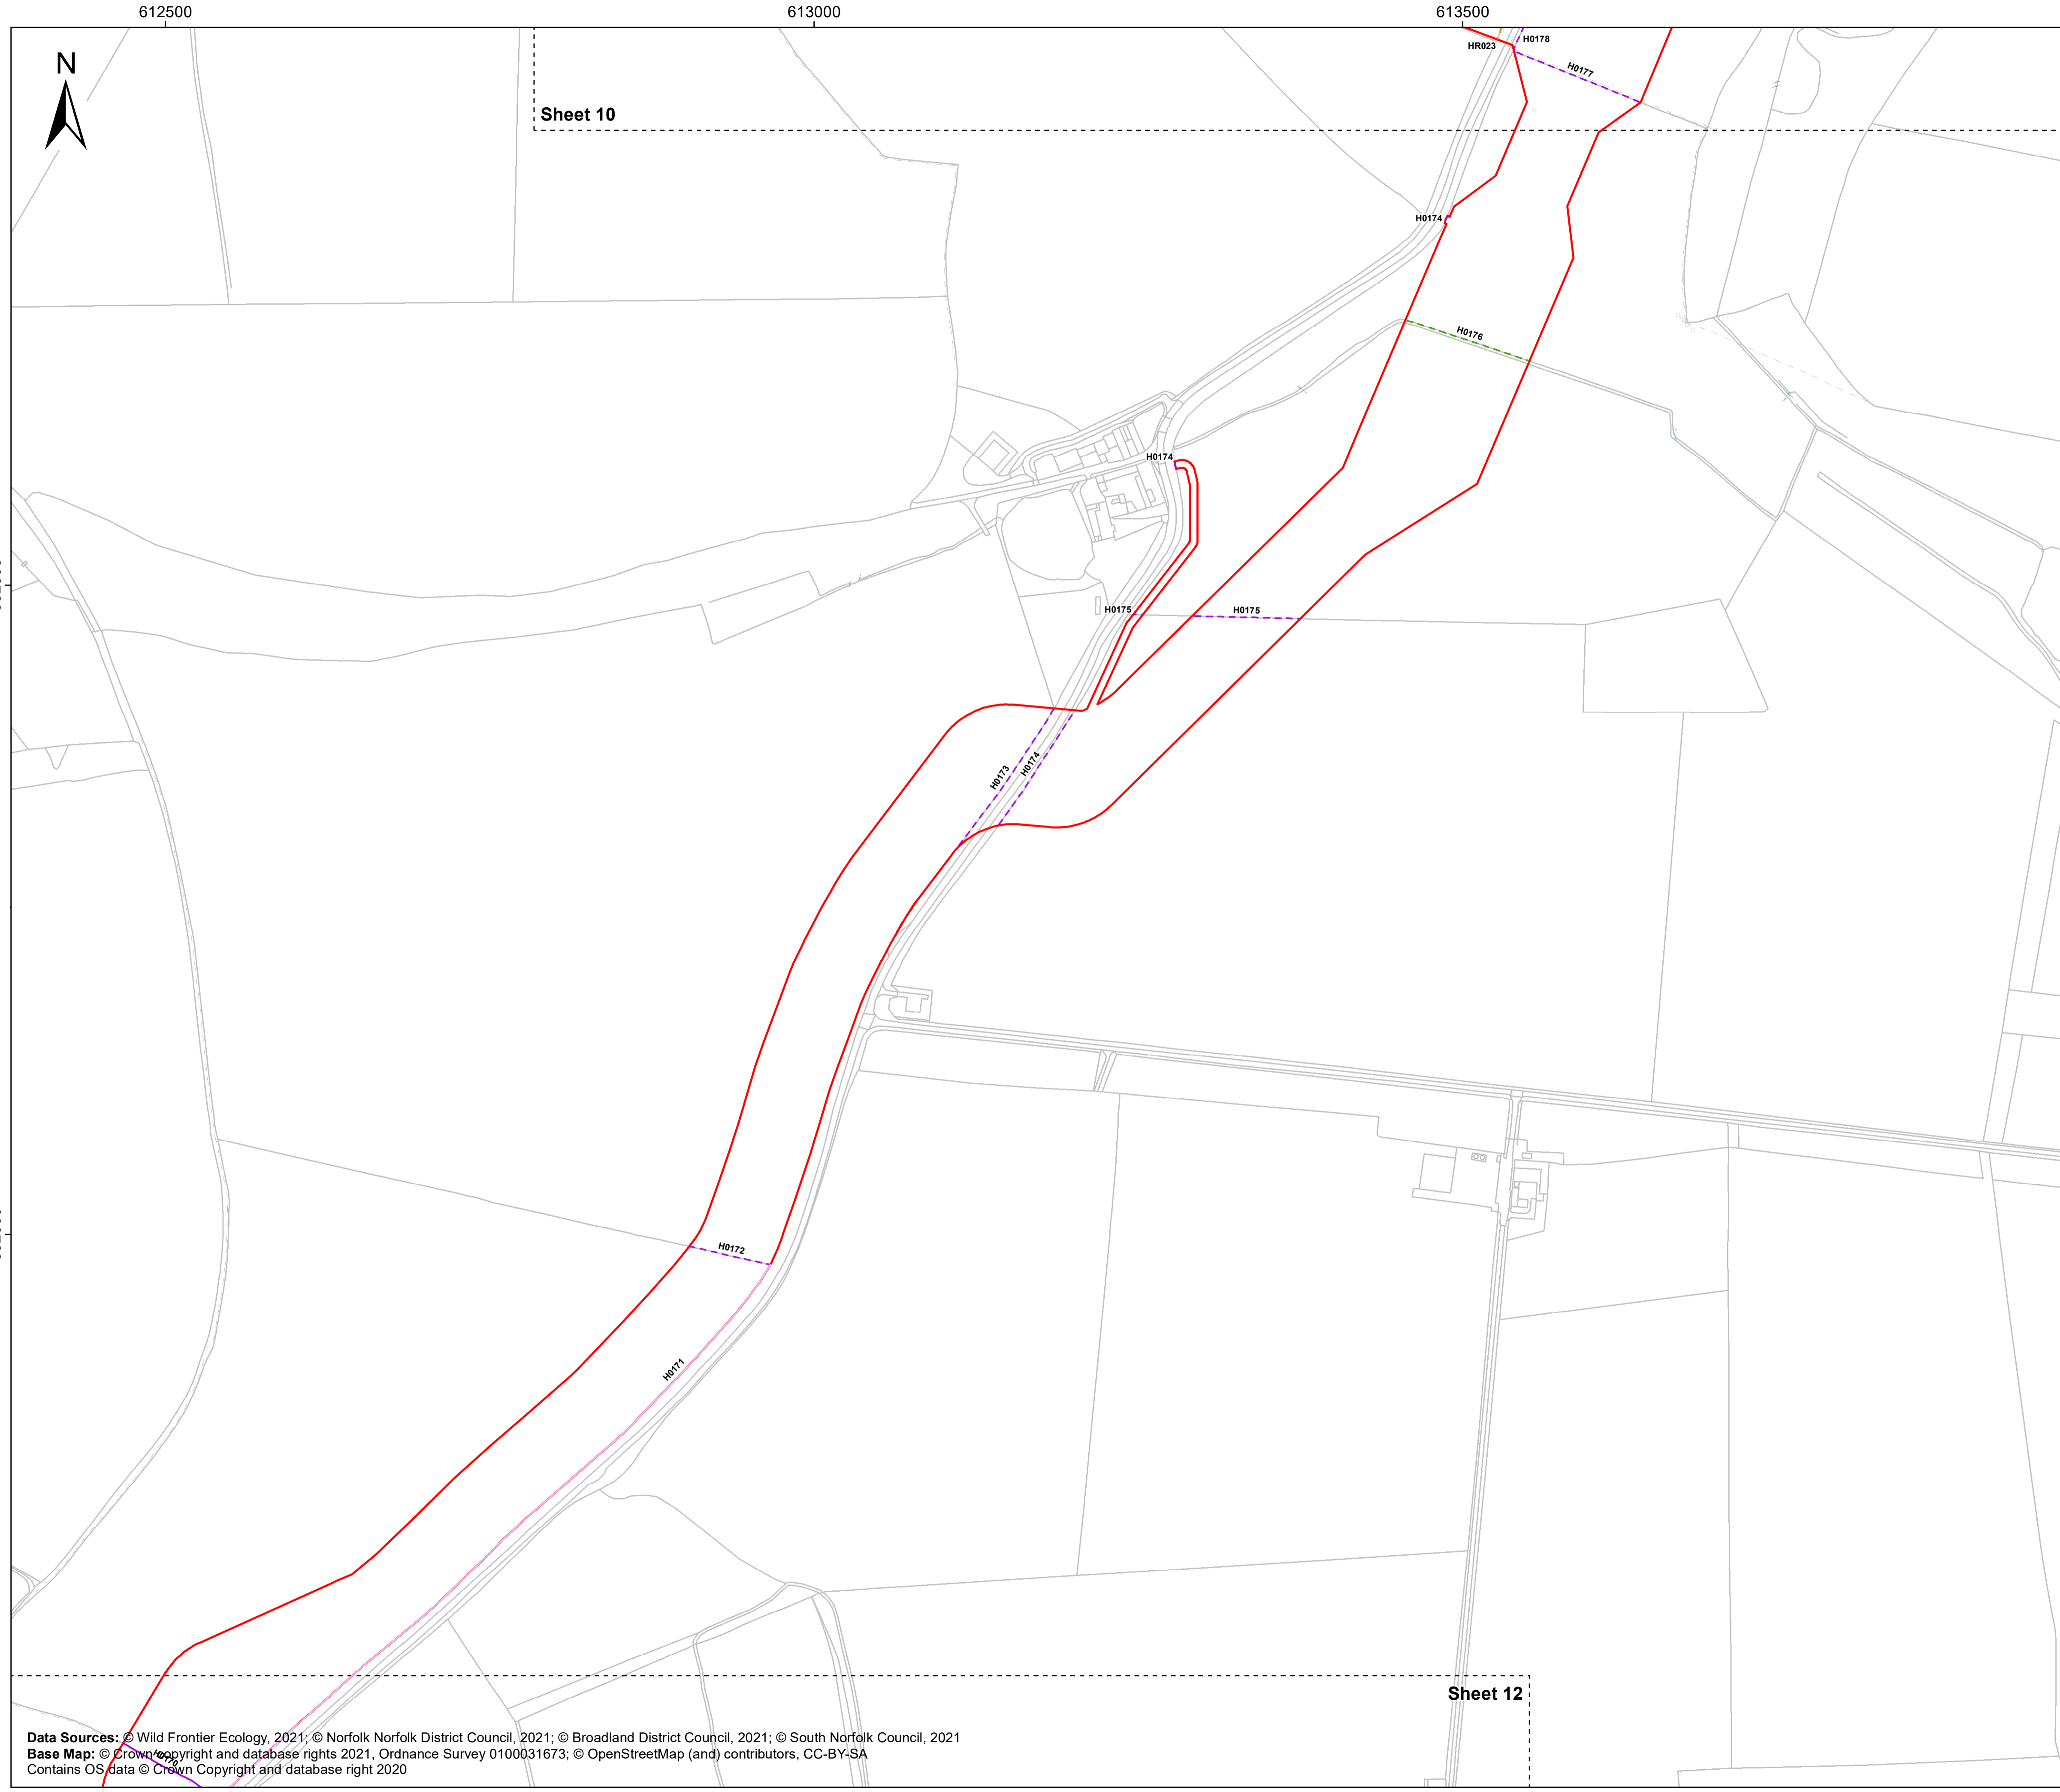 612500
613000
613500
N
HR023
H0178
H0177
Sheet 10
H0174
H0176
H0174
H0175
H0175
H0173
H0174
H0172
H0171
Sheet 12
Data Sources: © Wild Frontier Ecology, 2021; © Norfolk Norfolk District Council, 2021; © Broadland District Council, 2021; © South Norfolk Council, 2021
Base Map: © Crown copyright and database rights 2021, Ordnance Survey 0100031673; © OpenStreetMap (and) contributors, CC-BY-SA
Contains OS data © Crown Copyright and database right 2020